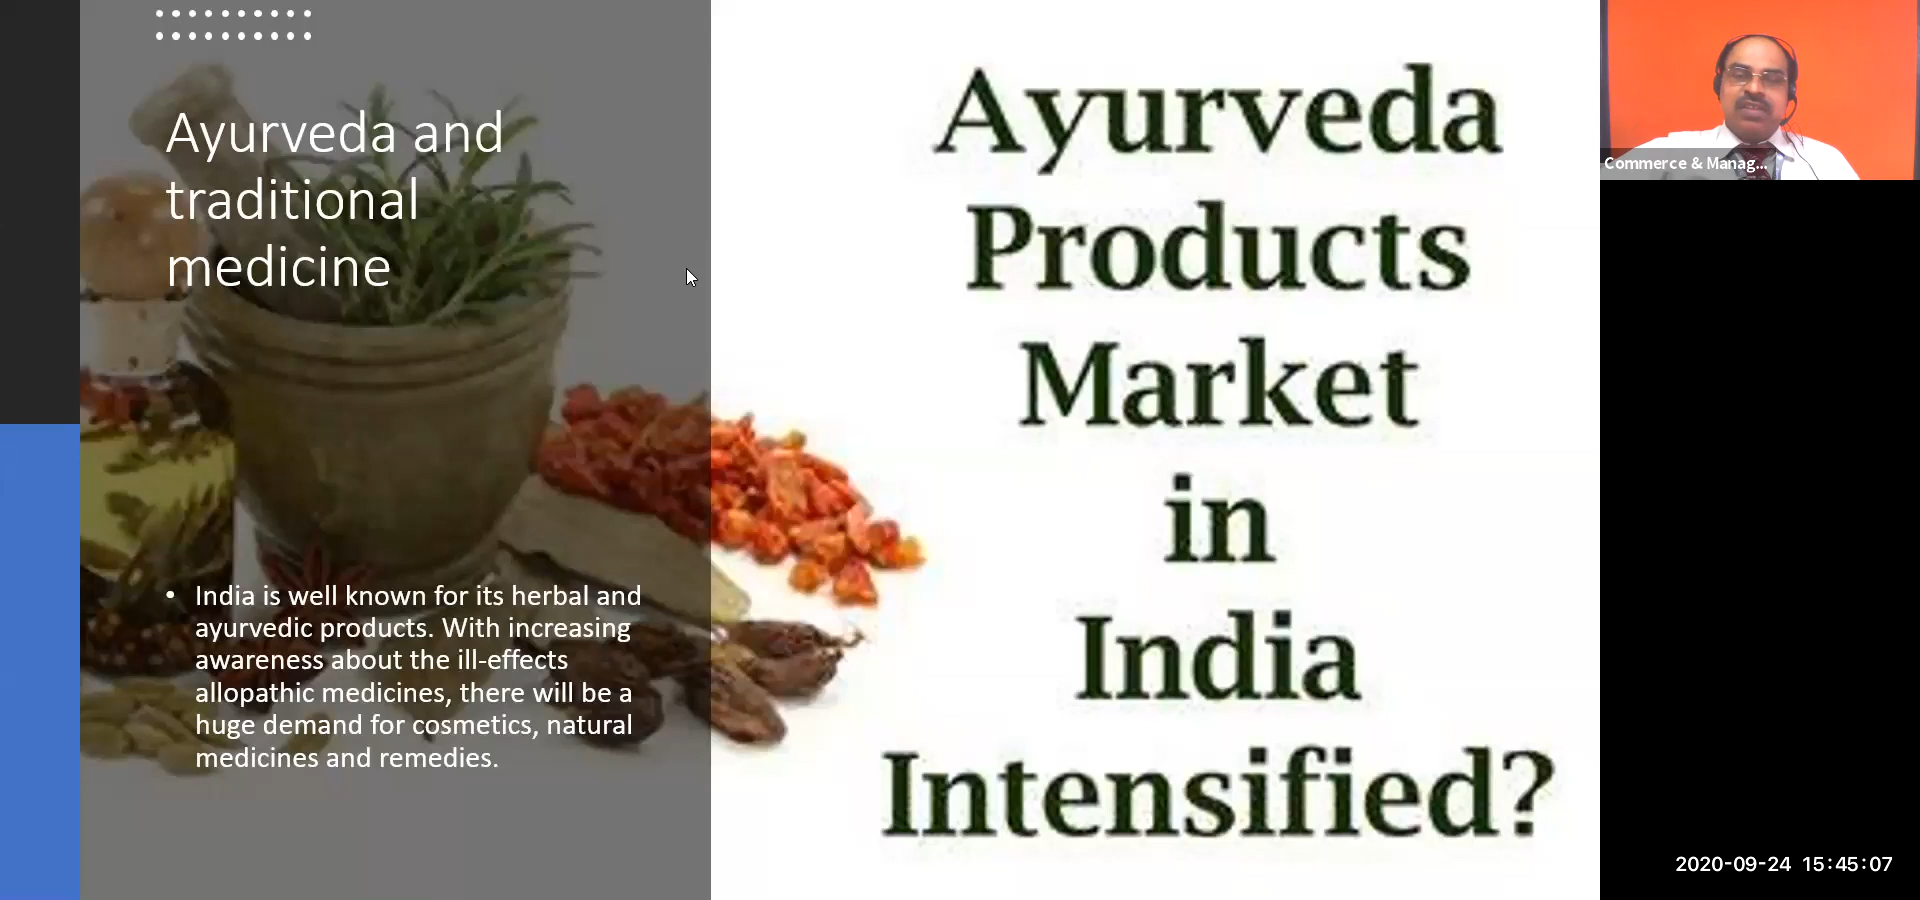 Ayurveda and
traditional
medicine
• India is well known for its herbal and
ayurvedic products. With increasing
awareness about the ill-effects
allopathic medicines, there will be a
huge demand for cosmetics, natural
medicines and remedies.
Ayurveda
Products
Market
in
India
Intensified?
Commerce & Manag...
2020-09-24 15:45:07